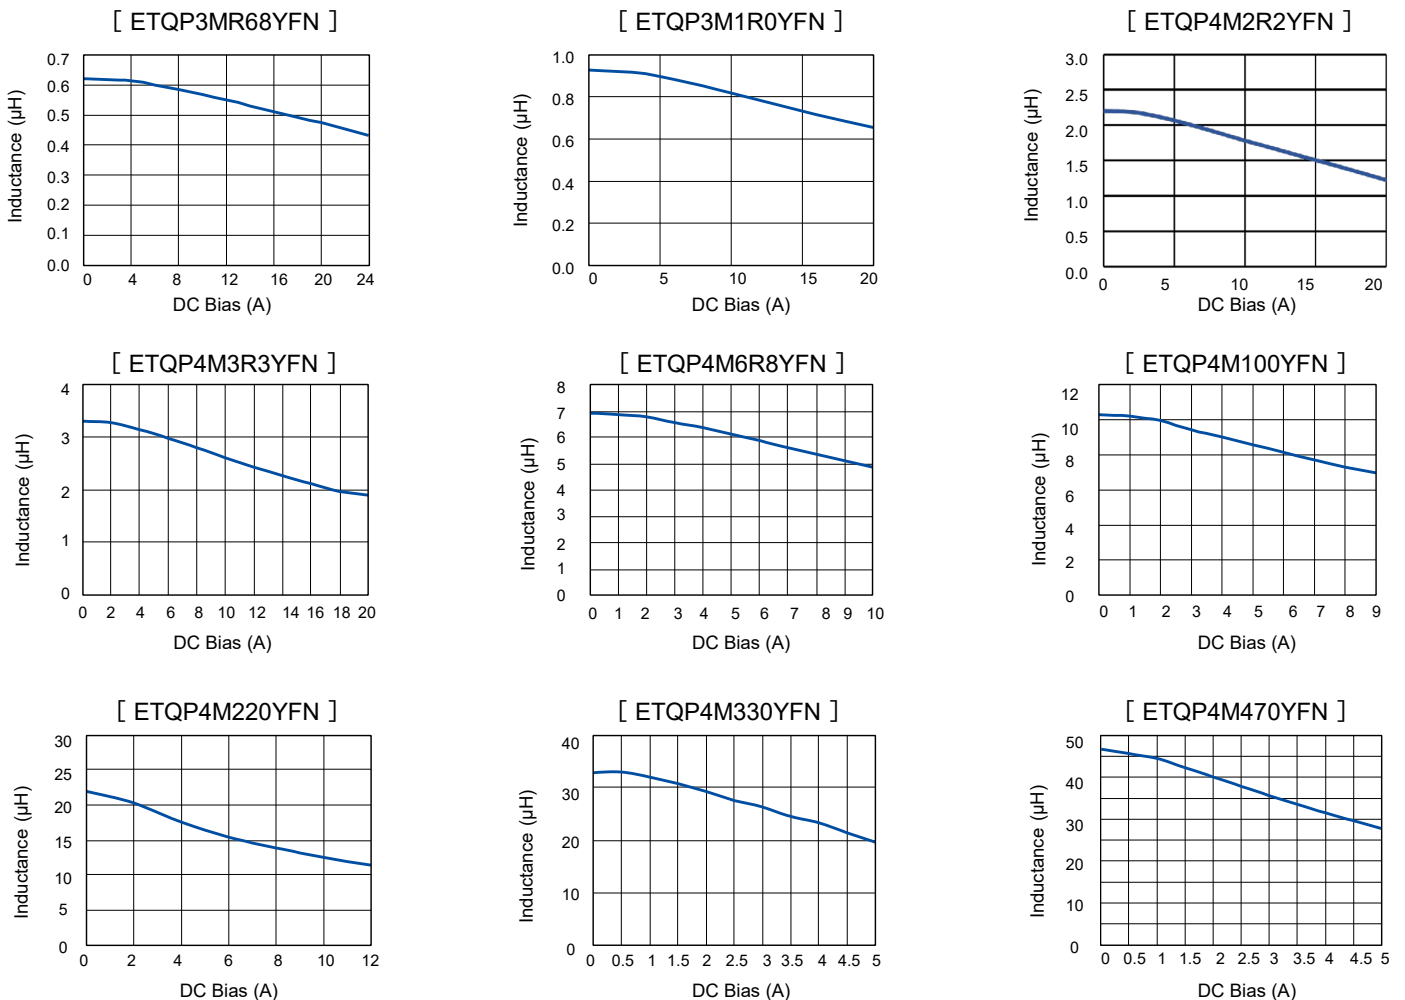 [ ETQP3MR68YFN ]
0.7
0.6
0.5
0.4
0.3
0.2
0.1
0.0
Inductance (μH)
0 4 8 12 16 20 24
DC Bias (A)
[ ETQP3M1R0YFN ]
1.0
0.8
0.6
0.4
0.2
0.0
Inductance (μH)
0 5 10 15 20
DC Bias (A)
[ ETQP4M2R2YFN ]
3.0
2.5
2.0
1.5
1.0
0.5
0.0
Inductance (μH)
0 5 10 15 20
DC Bias (A)
[ ETQP4M3R3YFN ]
4
3
2
1
0
Inductance (μH)
0 2 4 6 8 10 12 14 16 18 20
DC Bias (A)
[ ETQP4M6R8YFN ]
8
7
6
5
4
3
2
1
0
Inductance (μH)
0 1 2 3 4 5 6 7 8 9 10
DC Bias (A)
[ ETQP4M100YFN ]
12
10
8
6
4
2
0
Inductance (μH)
0 1 2 3 4 5 6 7 8 9
DC Bias (A)
[ ETQP4M220YFN ]
30
25
20
15
10
5
0
Inductance (μH)
0 2 4 6 8 10 12
DC Bias (A)
[ ETQP4M330YFN ]
40
30
20
10
0
Inductance (μH)
0 0.5 1 1.5 2 2.5 3 3.5 4 4.5 5
DC Bias (A)
[ ETQP4M470YFN ]
50
40
30
20
10
0
Inductance (μH)
0 0.5 1 1.5 2 2.5 3 3.5 4 4.5 5
DC Bias (A)